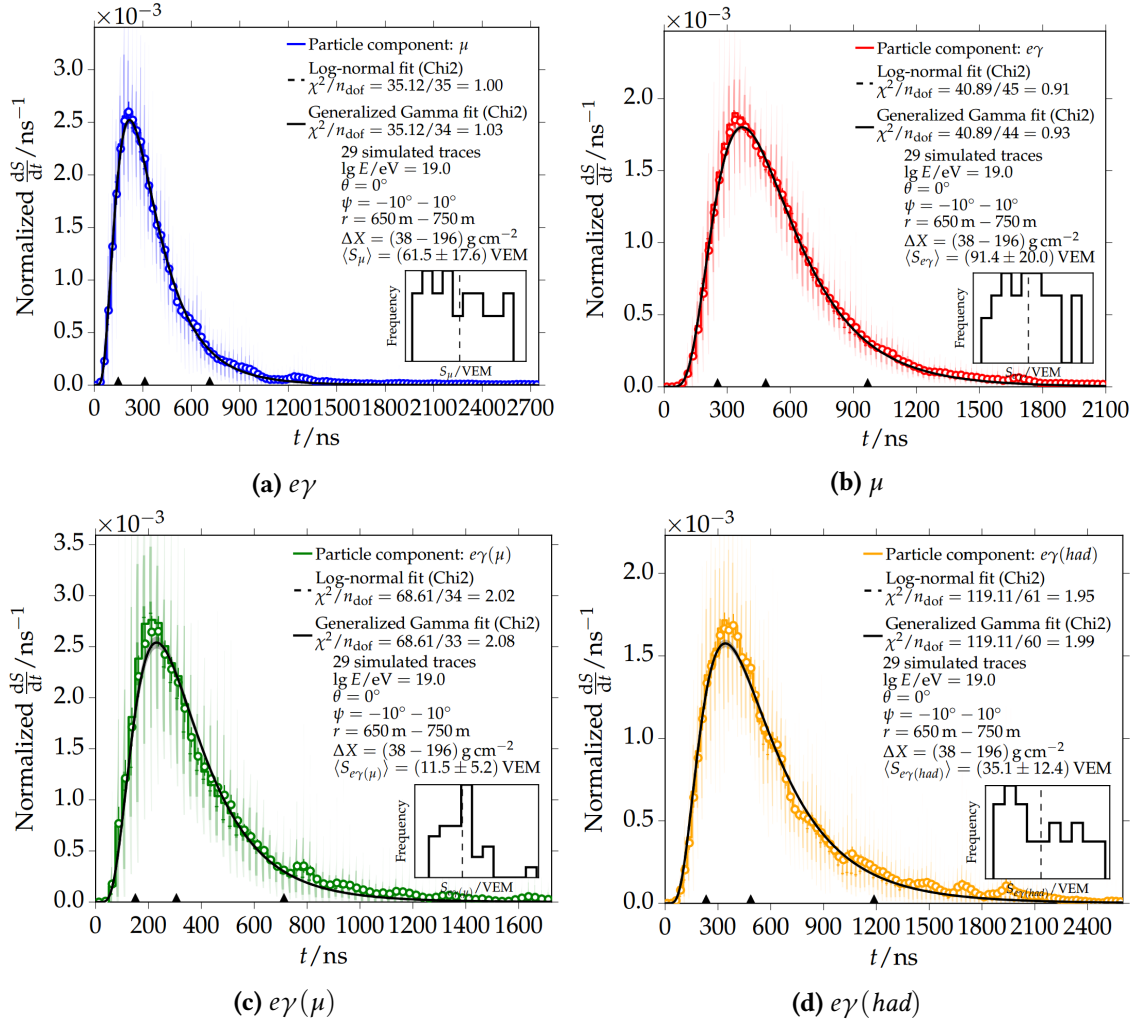 ×10⁻³
Particle component: μ
Log-normal fit (Chi2)
χ²/n_dof = 35.12/35 = 1.00
Generalized Gamma fit (Chi2)
χ²/n_dof = 35.12/34 = 1.03
29 simulated traces
lg E/eV = 19.0
θ = 0°
ψ = −10° − 10°
r = 650 m − 750 m
ΔX = (38 − 196) g cm⁻²
⟨S_μ⟩ = (61.5 ± 17.6) VEM
Frequency
S_μ/VEM
Normalized dS/dt /ns⁻¹
3.0
2.5
2.0
1.5
1.0
0.5
0.0
0 300 600 900 1200 1500 1800 2100 2400 2700
t/ns
(a) eγ
×10⁻³
Particle component: eγ
Log-normal fit (Chi2)
χ²/n_dof = 40.89/45 = 0.91
Generalized Gamma fit (Chi2)
χ²/n_dof = 40.89/44 = 0.93
29 simulated traces
lg E/eV = 19.0
θ = 0°
ψ = −10° − 10°
r = 650 m − 750 m
ΔX = (38 − 196) g cm⁻²
⟨S_eγ⟩ = (91.4 ± 20.0) VEM
Frequency
/VEM
Normalized dS/dt /ns⁻¹
2.0
1.5
1.0
0.5
0.0
0 300 600 900 1200 1500 1800 2100
t/ns
(b) μ
×10⁻³
Particle component: eγ(μ)
Log-normal fit (Chi2)
χ²/n_dof = 68.61/34 = 2.02
Generalized Gamma fit (Chi2)
χ²/n_dof = 68.61/33 = 2.08
29 simulated traces
lg E/eV = 19.0
θ = 0°
ψ = −10° − 10°
r = 650 m − 750 m
ΔX = (38 − 196) g cm⁻²
⟨S_eγ(μ)⟩ = (11.5 ± 5.2) VEM
Frequency
S_eγ(μ)/VEM
Normalized dS/dt /ns⁻¹
3.5
3.0
2.5
2.0
1.5
1.0
0.5
0.0
0 200 400 600 800 1000 1200 1400 1600
t/ns
(c) eγ(μ)
×10⁻³
Particle component: eγ(had)
Log-normal fit (Chi2)
χ²/n_dof = 119.11/61 = 1.95
Generalized Gamma fit (Chi2)
χ²/n_dof = 119.11/60 = 1.99
29 simulated traces
lg E/eV = 19.0
θ = 0°
ψ = −10° − 10°
r = 650 m − 750 m
ΔX = (38 − 196) g cm⁻²
⟨S_eγ(had)⟩ = (35.1 ± 12.4) VEM
Frequency
S_eγ(had)/VEM
Normalized dS/dt /ns⁻¹
2.0
1.5
1.0
0.5
0.0
0 300 600 900 1200 1500 1800 2100 2400
t/ns
(d) eγ(had)